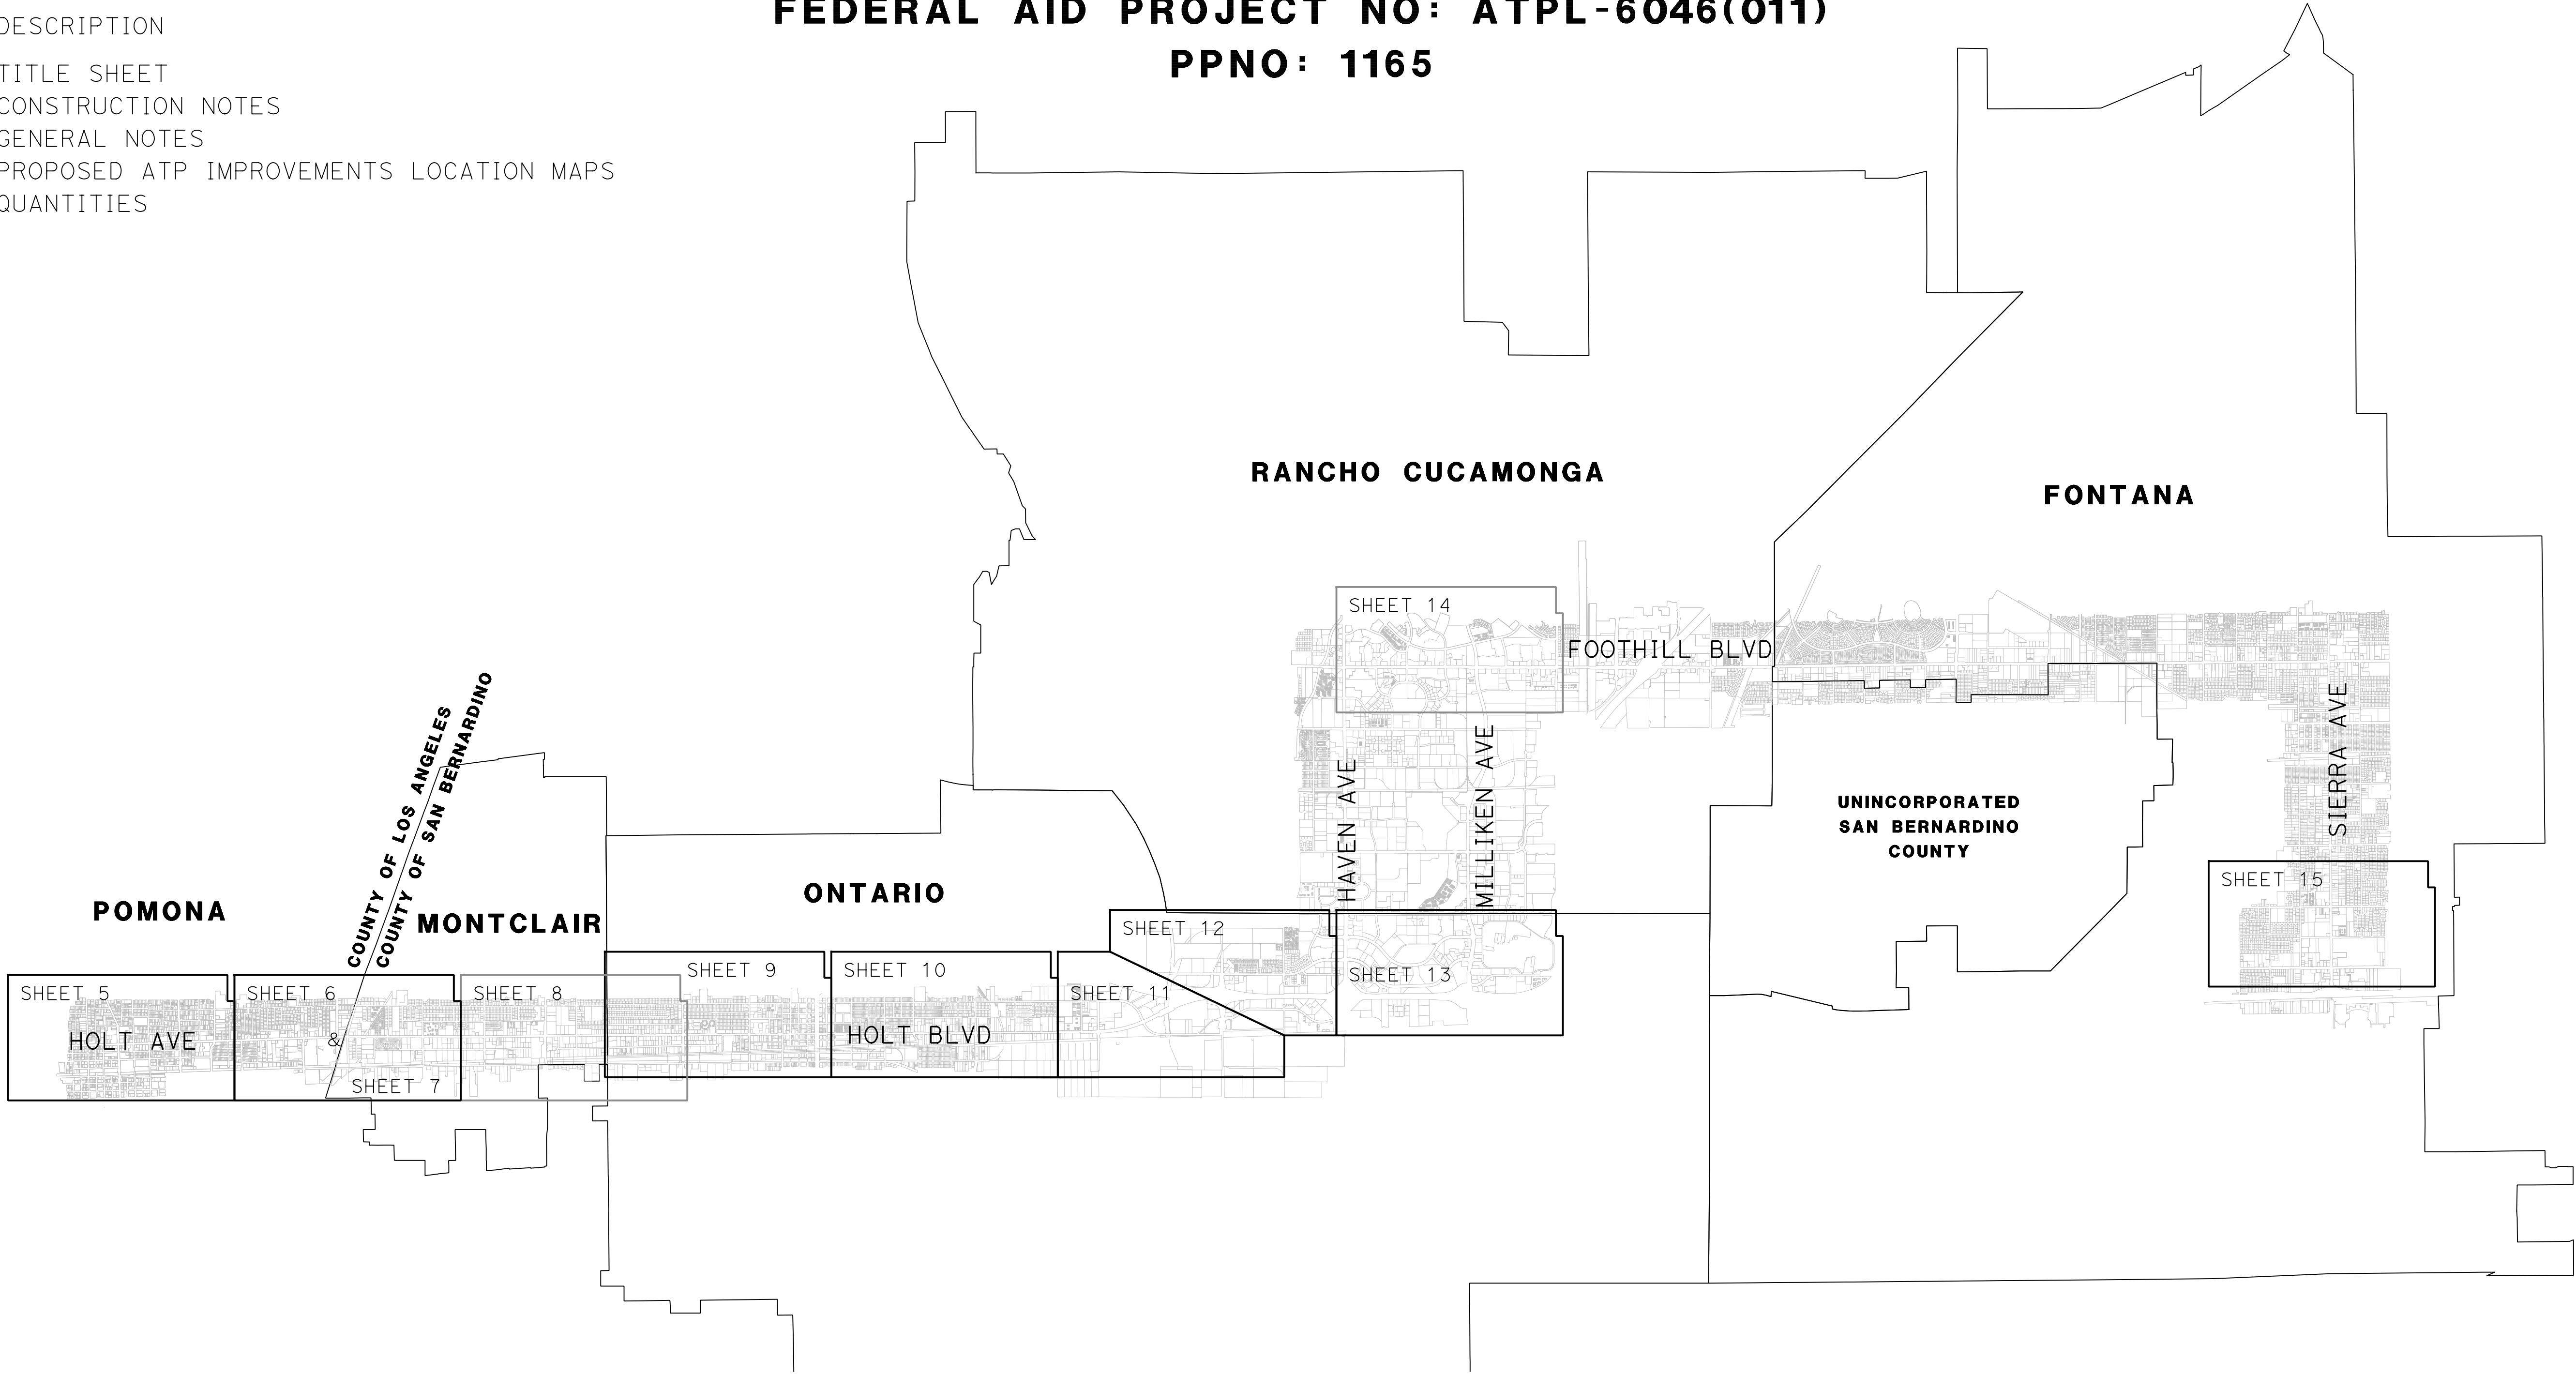 DESCRIPTION
TITLE SHEET
CONSTRUCTION NOTES
GENERAL NOTES
PROPOSED ATP IMPROVEMENTS LOCATION MAPS
QUANTITIES
FEDERAL AID PROJECT NO: ATPL-6046(011)
PPNO: 1165
RANCHO CUCAMONGA
FONTANA
SHEET 14
FOOTHILL BLVD
COUNTY OF LOS ANGELES
COUNTY OF SAN BERNARDINO
HAVEN AVE
MILLIKEN AVE
SIERRA AVE
UNINCORPORATED
SAN BERNARDINO
COUNTY
POMONA
MONTCLAIR
ONTARIO
SHEET 15
SHEET 12
SHEET 5
SHEET 6
SHEET 8
SHEET 9
SHEET 10
SHEET 11
SHEET 13
HOLT AVE
&
HOLT BLVD
SHEET 7